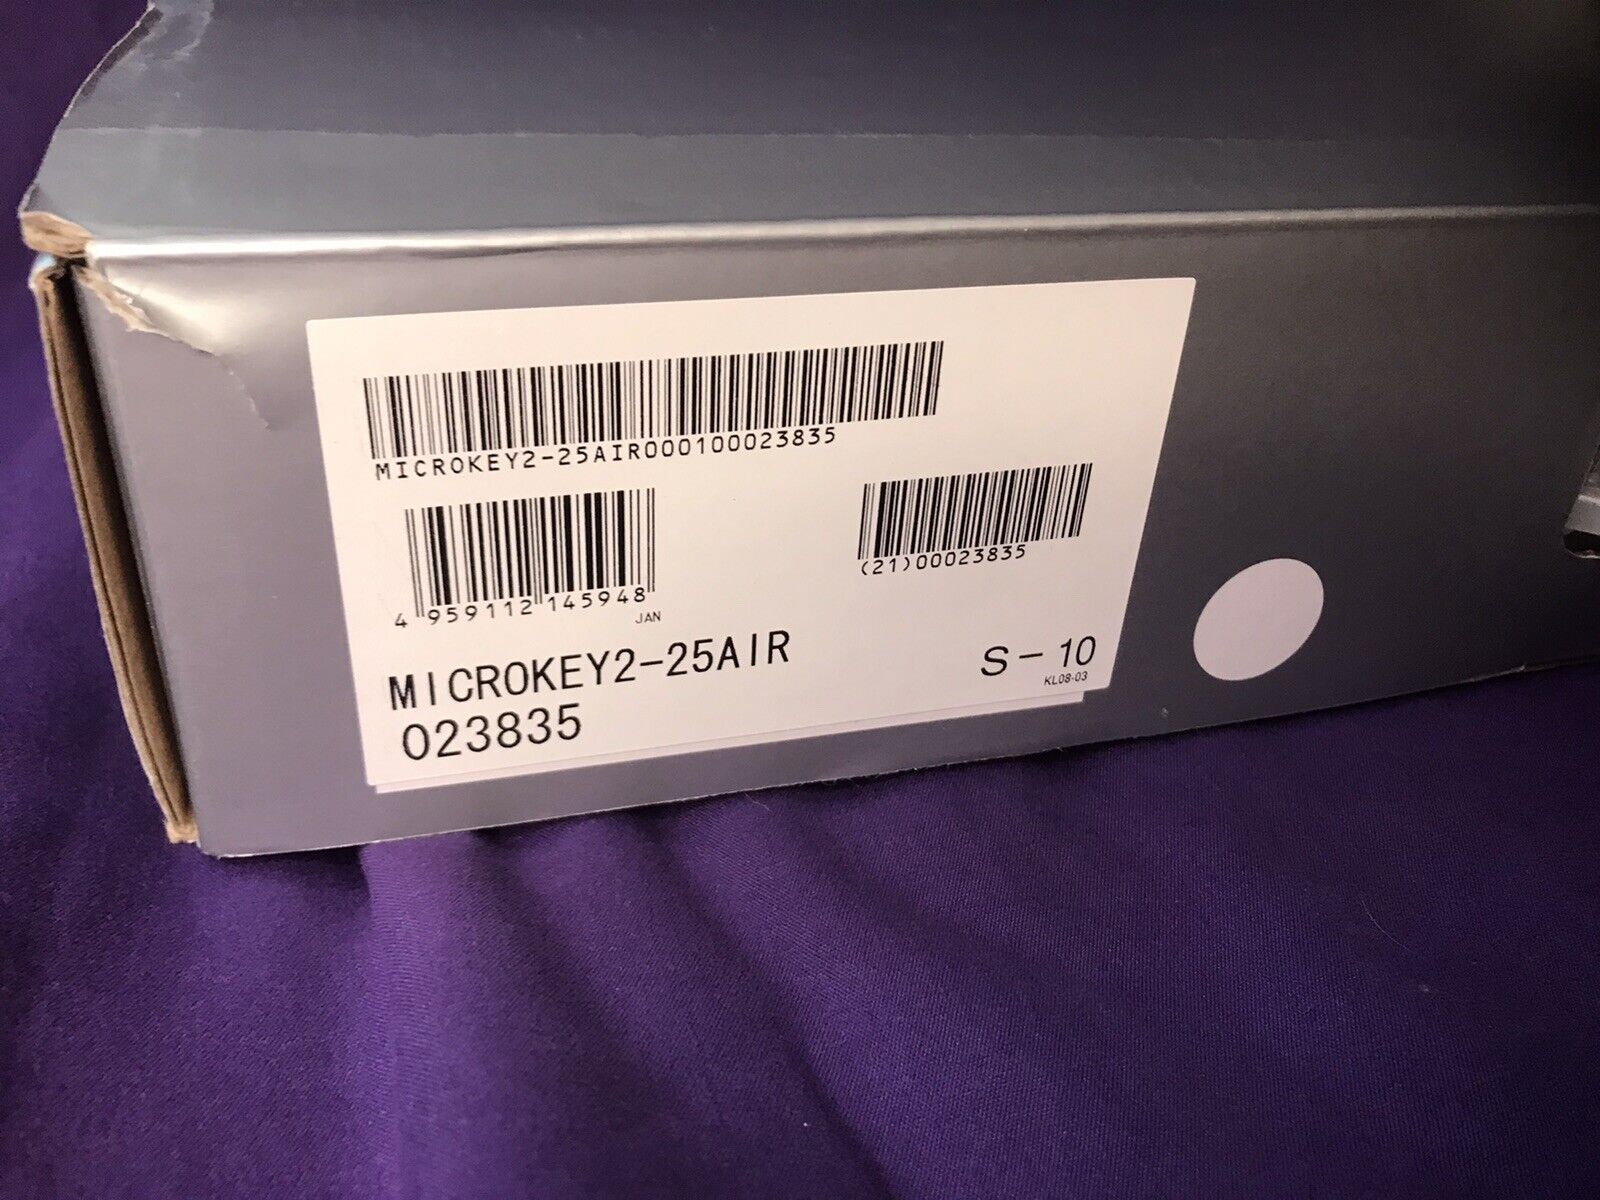 MICROKEY2-25AIR000100023835
4 959112 145948
JAN
(21)00023835
MICROKEY2-25AIR
023835
S-10
KL08-03